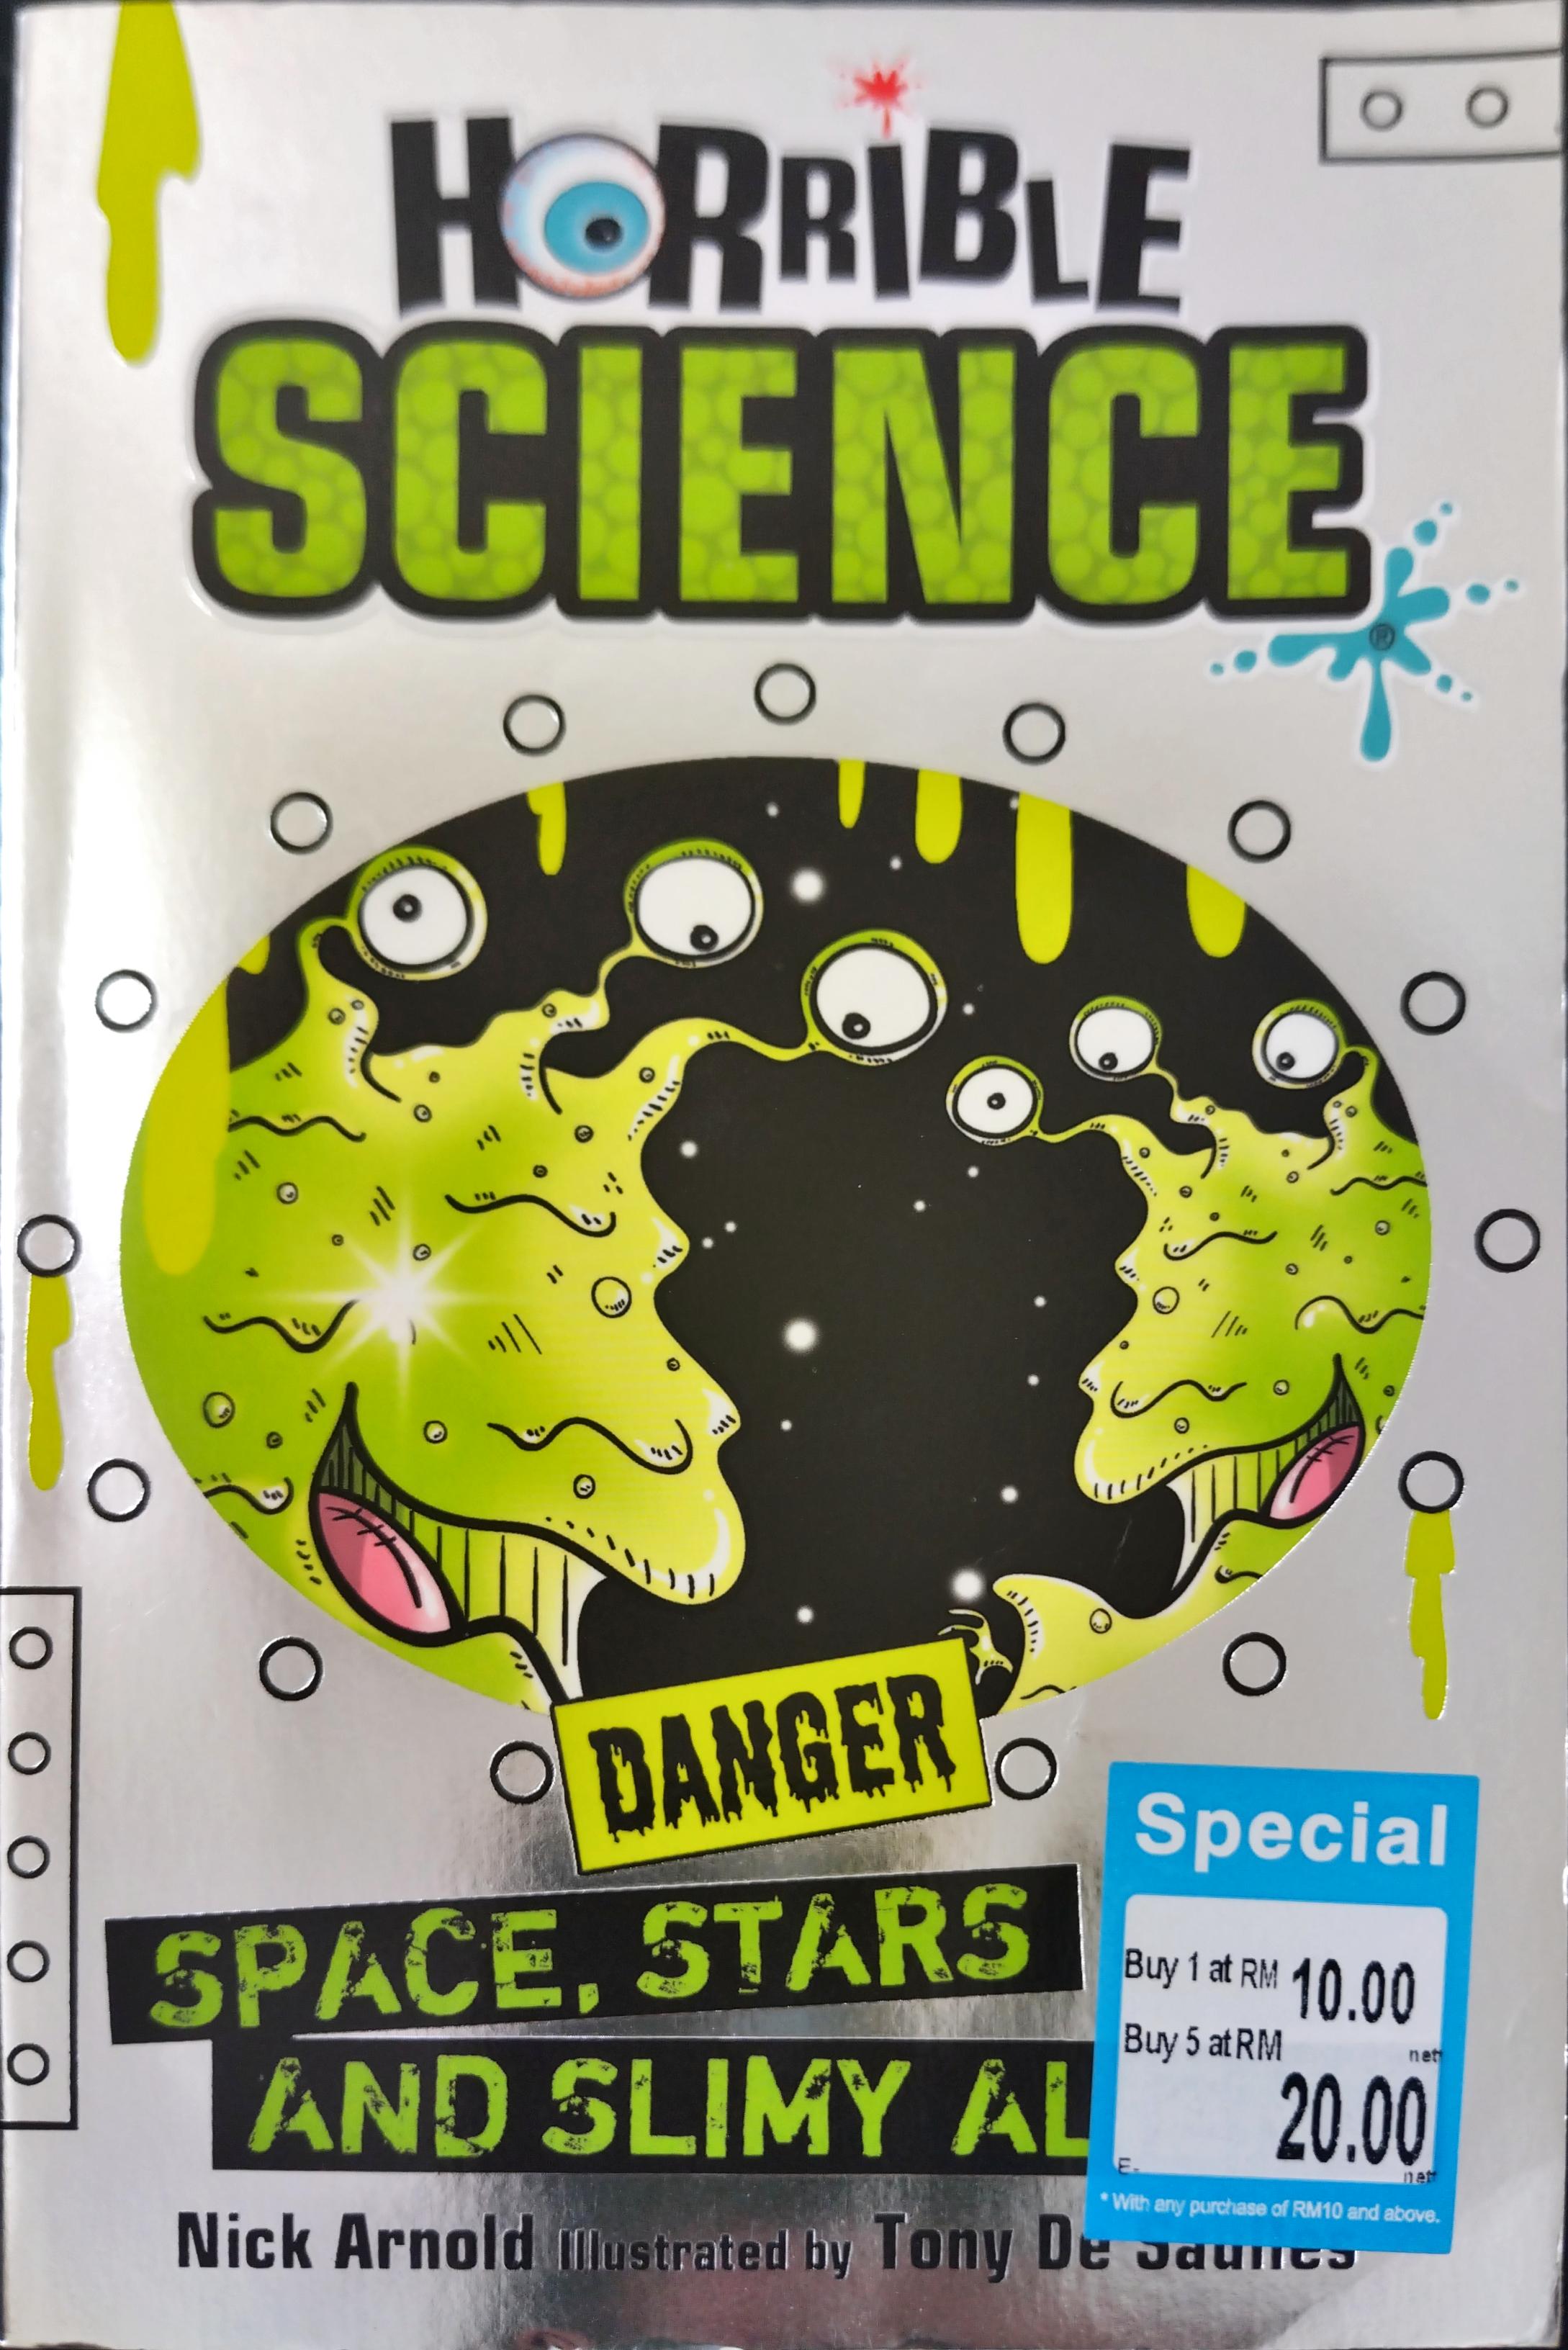 HORRIBLE
SCIENCE
®
DANGER
SPACE, STARS
AND SLIMY AL
Nick Arnold Illustrated by Tony De Saulles
Special
Buy 1 at RM 10.00
nett
Buy 5 at RM
20.00
nett
E-
* With any purchase of RM10 and above.